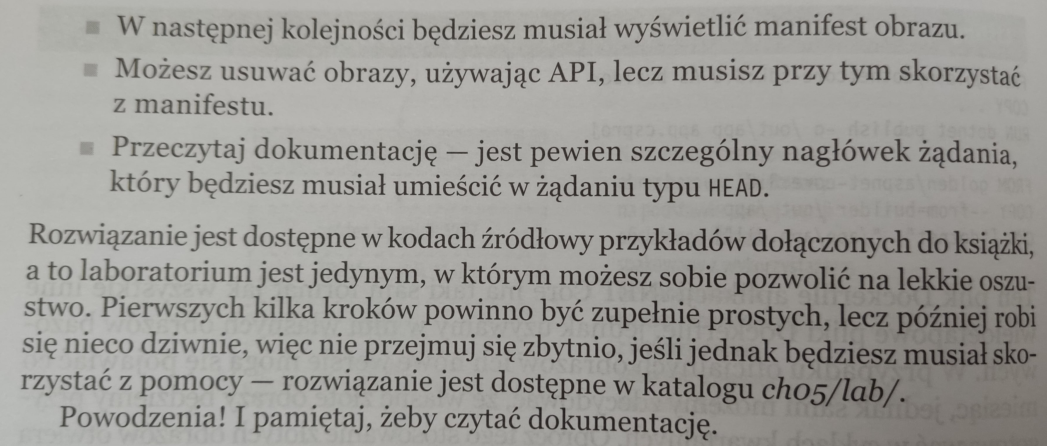 ■ W następnej kolejności będziesz musiał wyświetlić manifest obrazu.
■ Możesz usuwać obrazy, używając API, lecz musisz przy tym skorzystać
z manifestu.
■ Przeczytaj dokumentację — jest pewien szczególny nagłówek żądania,
który będziesz musiał umieścić w żądaniu typu HEAD.
Rozwiązanie jest dostępne w kodach źródłowy przykładów dołączonych do książki,
a to laboratorium jest jedynym, w którym możesz sobie pozwolić na lekkie oszu-
stwo. Pierwszych kilka kroków powinno być zupełnie prostych, lecz później robi
się nieco dziwnie, więc nie przejmuj się zbytnio, jeśli jednak będziesz musiał sko-
rzystać z pomocy — rozwiązanie jest dostępne w katalogu ch05/lab/.
Powodzenia! I pamiętaj, żeby czytać dokumentację.